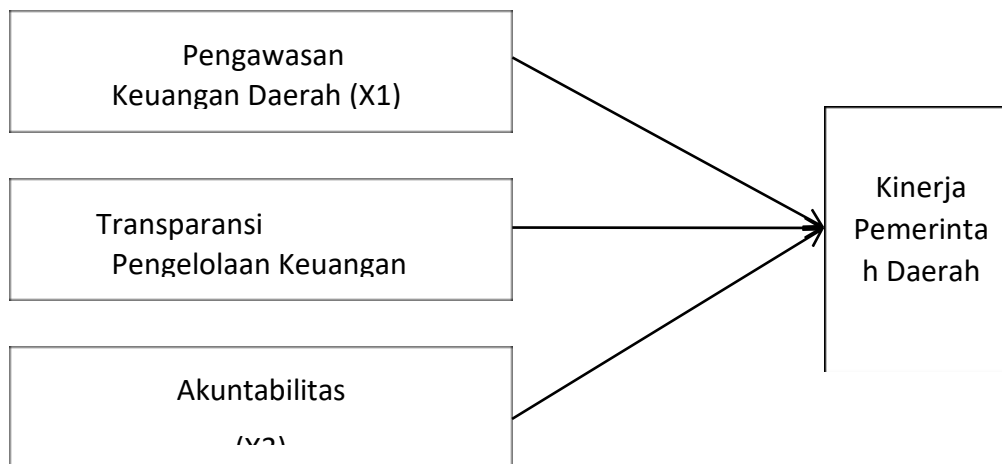 Pengawasan
Keuangan Daerah (X1)
Transparansi
Pengelolaan Keuangan
Akuntabilitas
Kinerja
Pemerinta
h Daerah